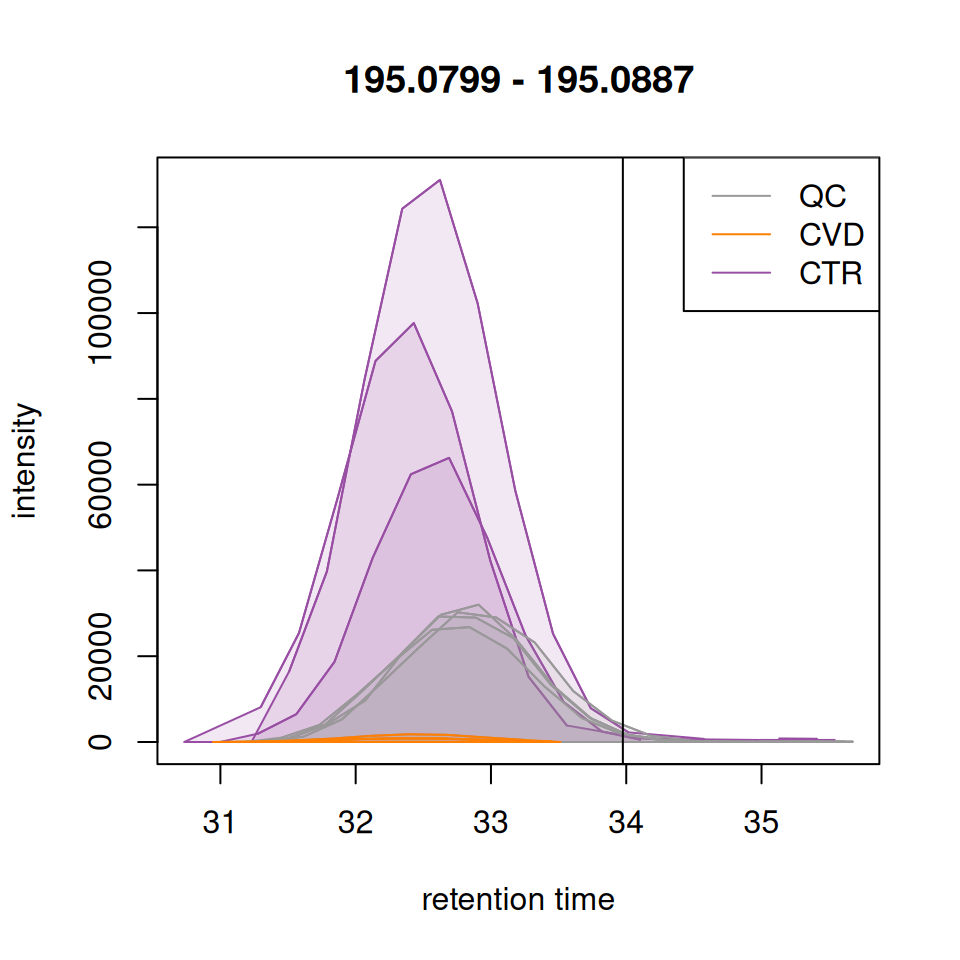 195.0799 - 195.0887
QC
CVD
CTR
intensity
100000
60000
20000
0
31 32 33 34 35
retention time